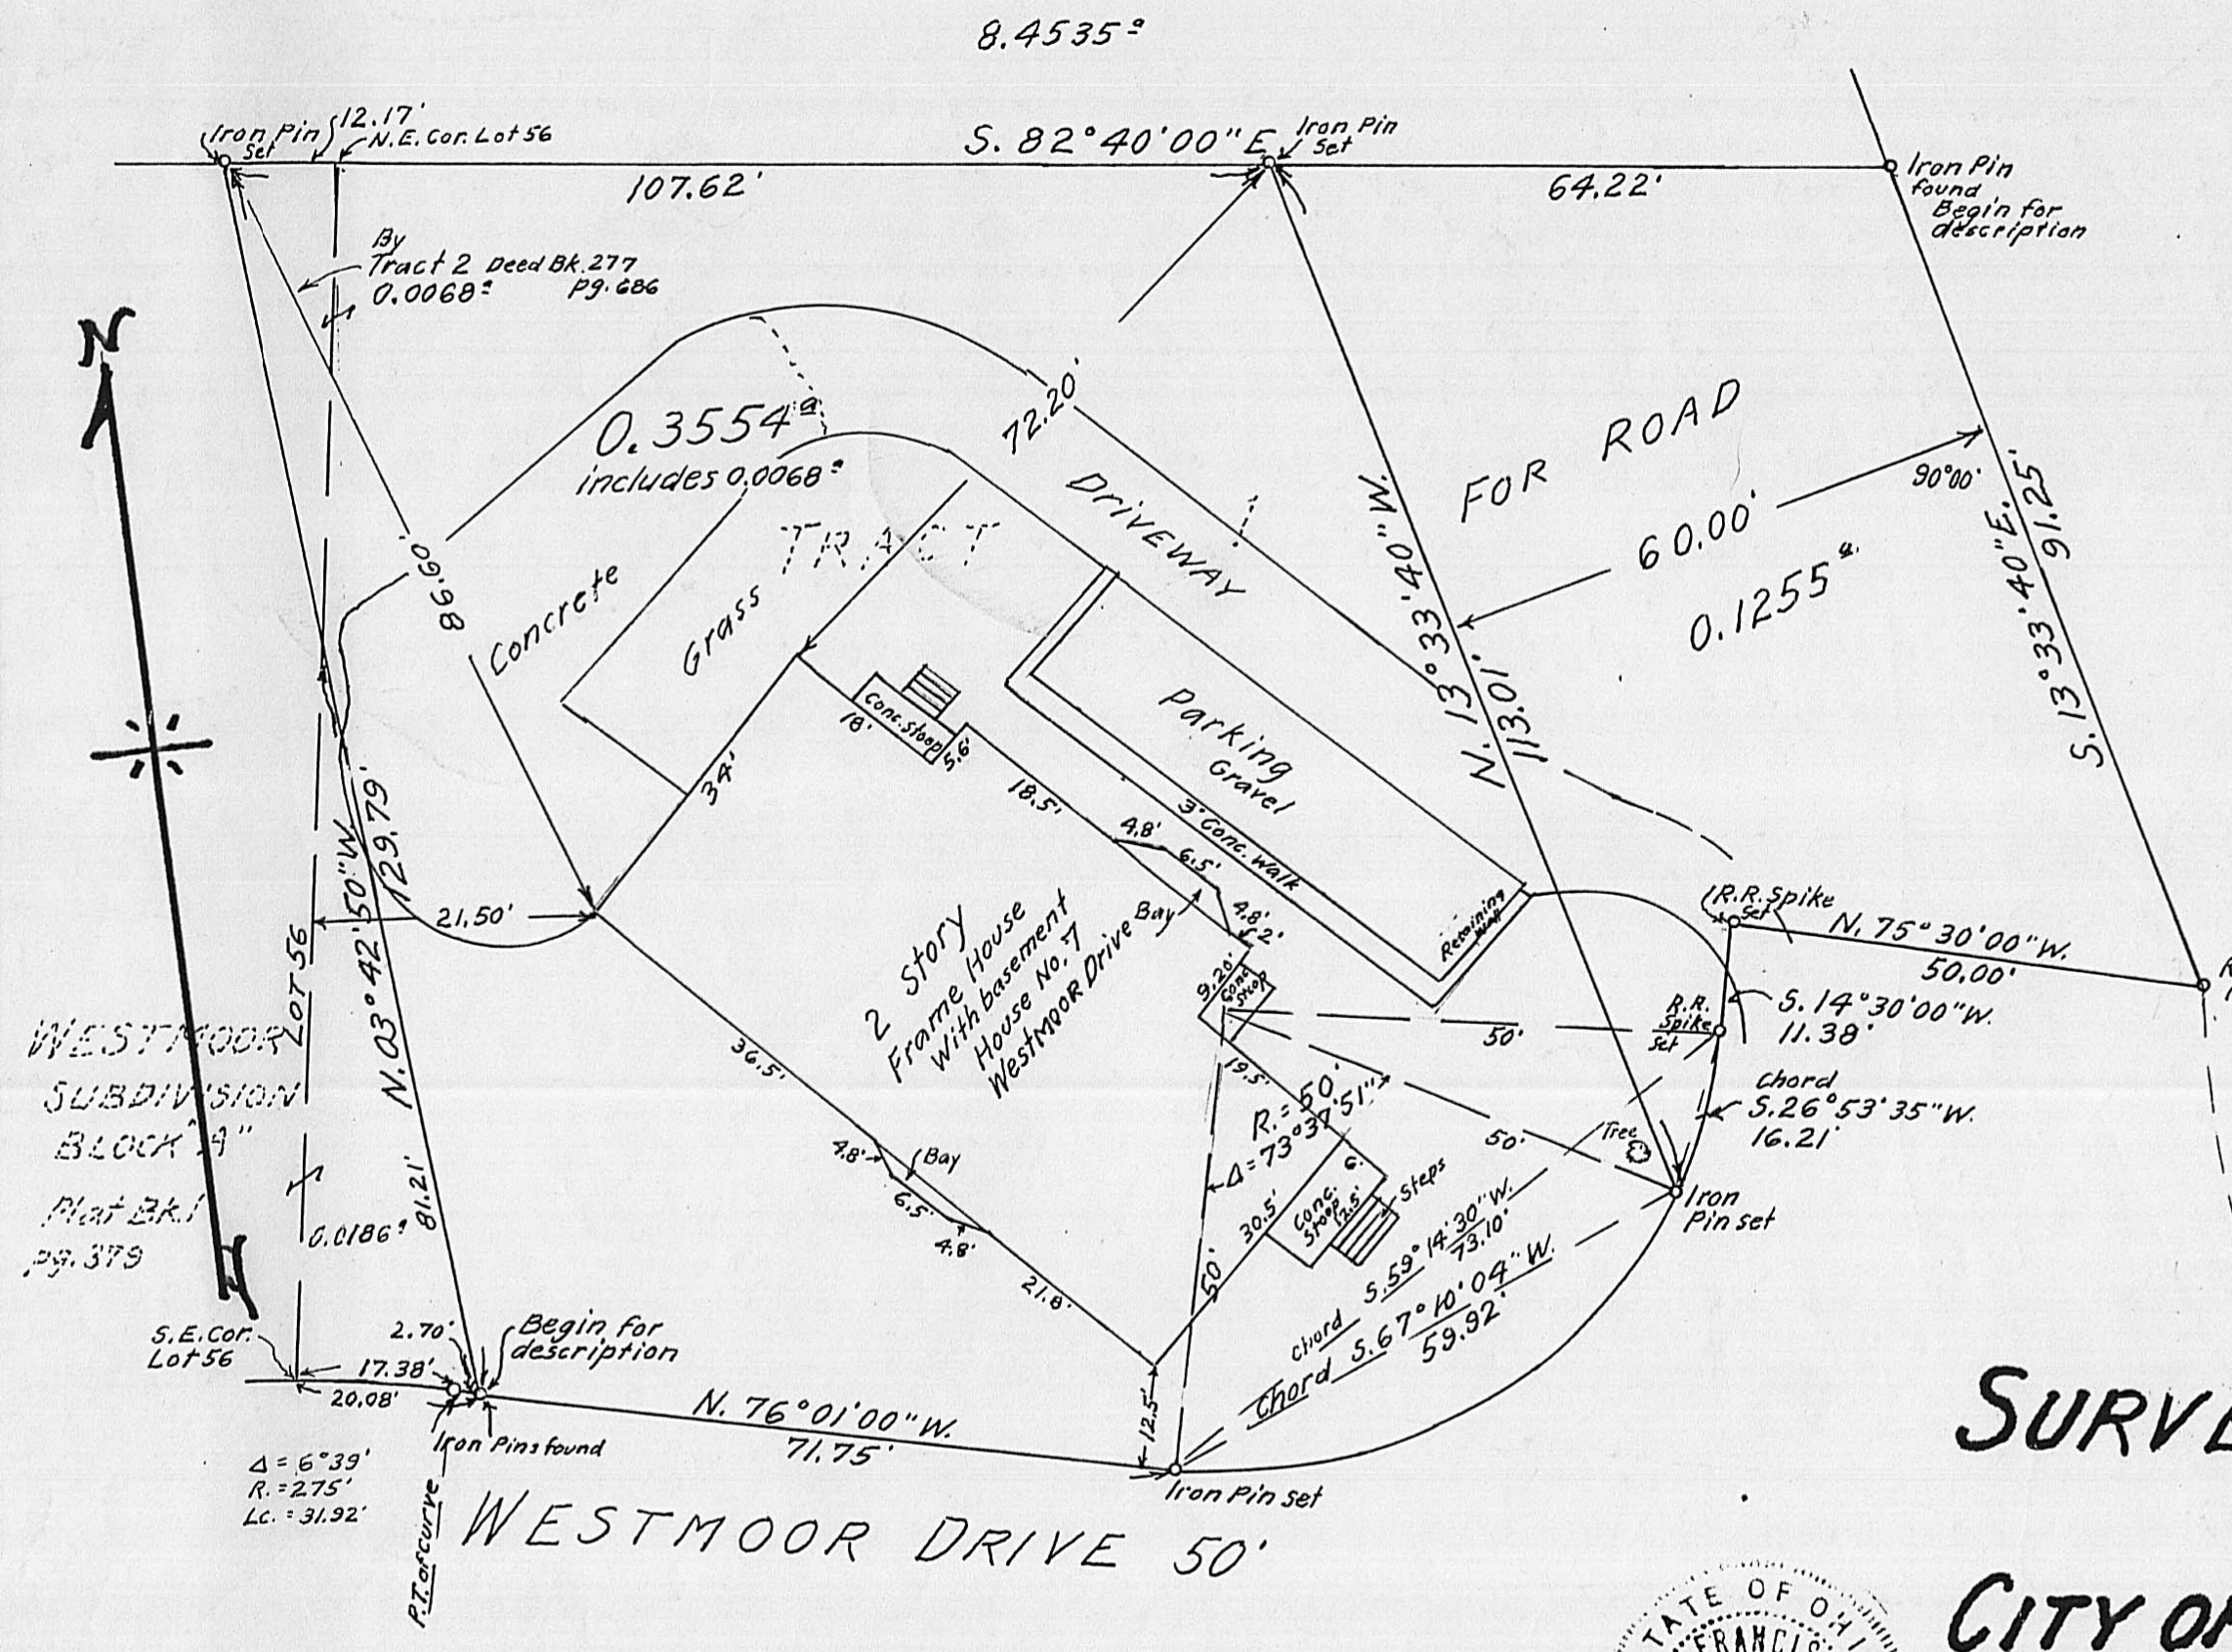 8.4535ª
Iron Pin
Set
12.17'
N.E. Cor. Lot 56
S. 82°40'00" E.
Iron Pin
Set
107.62'
64.22'
Iron Pin
found
Begin for
description
By
Tract 2 Deed Bk. 277
0.0068ª pg. 686
N
0.3554ª
includes 0.0068ª
TRACT
72.20'
DRIVEWAY
FOR ROAD
60.00'
90°00'
0.1255ª
N. 13°33'40" W.
113.01'
S. 13°33'40" E.
91.25'
86.60'
Concrete
Grass
34'
Conc. Stoop
18'
5.6'
18.5'
Parking
Gravel
3' Conc. Walk
4.8'
6.5'
4.8'
2'
Bay
Retaining
Wall
R.R. Spike
Set
N. 75°30'00" W.
50.00'
R.R.
Spike
Set
S. 14°30'00" W.
11.38'
Chord
S. 26°53'35" W.
16.21'
21.50'
N. 03°42'50" W.
129.79'
81.21'
LOT 56
WESTMOOR
SUBDIVISION
BLOCK "A"
Plat Bk. 1
pg. 379
0.0186ª
2 Story
Frame House
With basement
House No. 7
WestMOOR Drive
9.20'
Conc.
Stoop
50'
50'
19.5'
R. = 50'
Δ = 73°37'51"
36.5'
4.8'
Bay
6.5'
4.8'
21.8'
30.5'
6'
Conc.
Stoop
12.5'
Steps
Tree
50'
Chord S. 59°14'30" W.
73.10'
Chord S. 67°10'04" W.
59.92'
Iron
Pin set
S.E. Cor.
Lot 56
2.70'
17.38'
20.08'
Begin for
description
Iron Pins found
N. 76°01'00" W.
71.75'
12.5'
Iron Pin set
Δ = 6°39'
R. = 275'
Lc. = 31.92'
P.T. of curve
WESTMOOR DRIVE 50'
SURVE
CITY OF
STATE OF OHI
FRANCIS